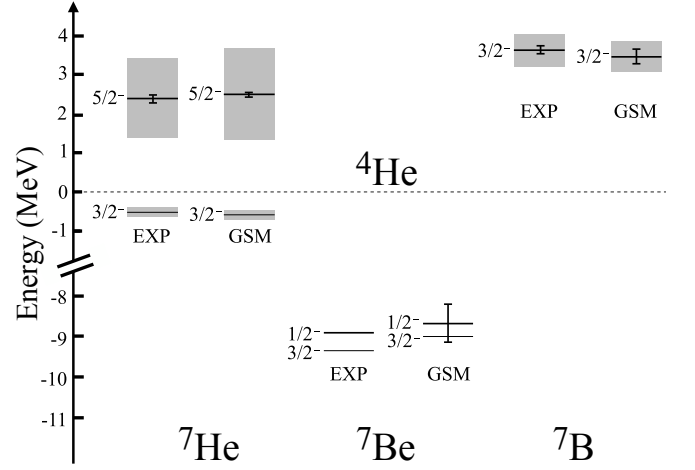 4
3
2
1
0
-1
-8
-9
-10
-11
Energy (MeV)
5/2⁻
5/2⁻
3/2⁻
3/2⁻
EXP
GSM
⁴He
3/2⁻
3/2⁻
EXP
GSM
1/2⁻
3/2⁻
1/2⁻
3/2⁻
EXP
GSM
⁷He
⁷Be
⁷B